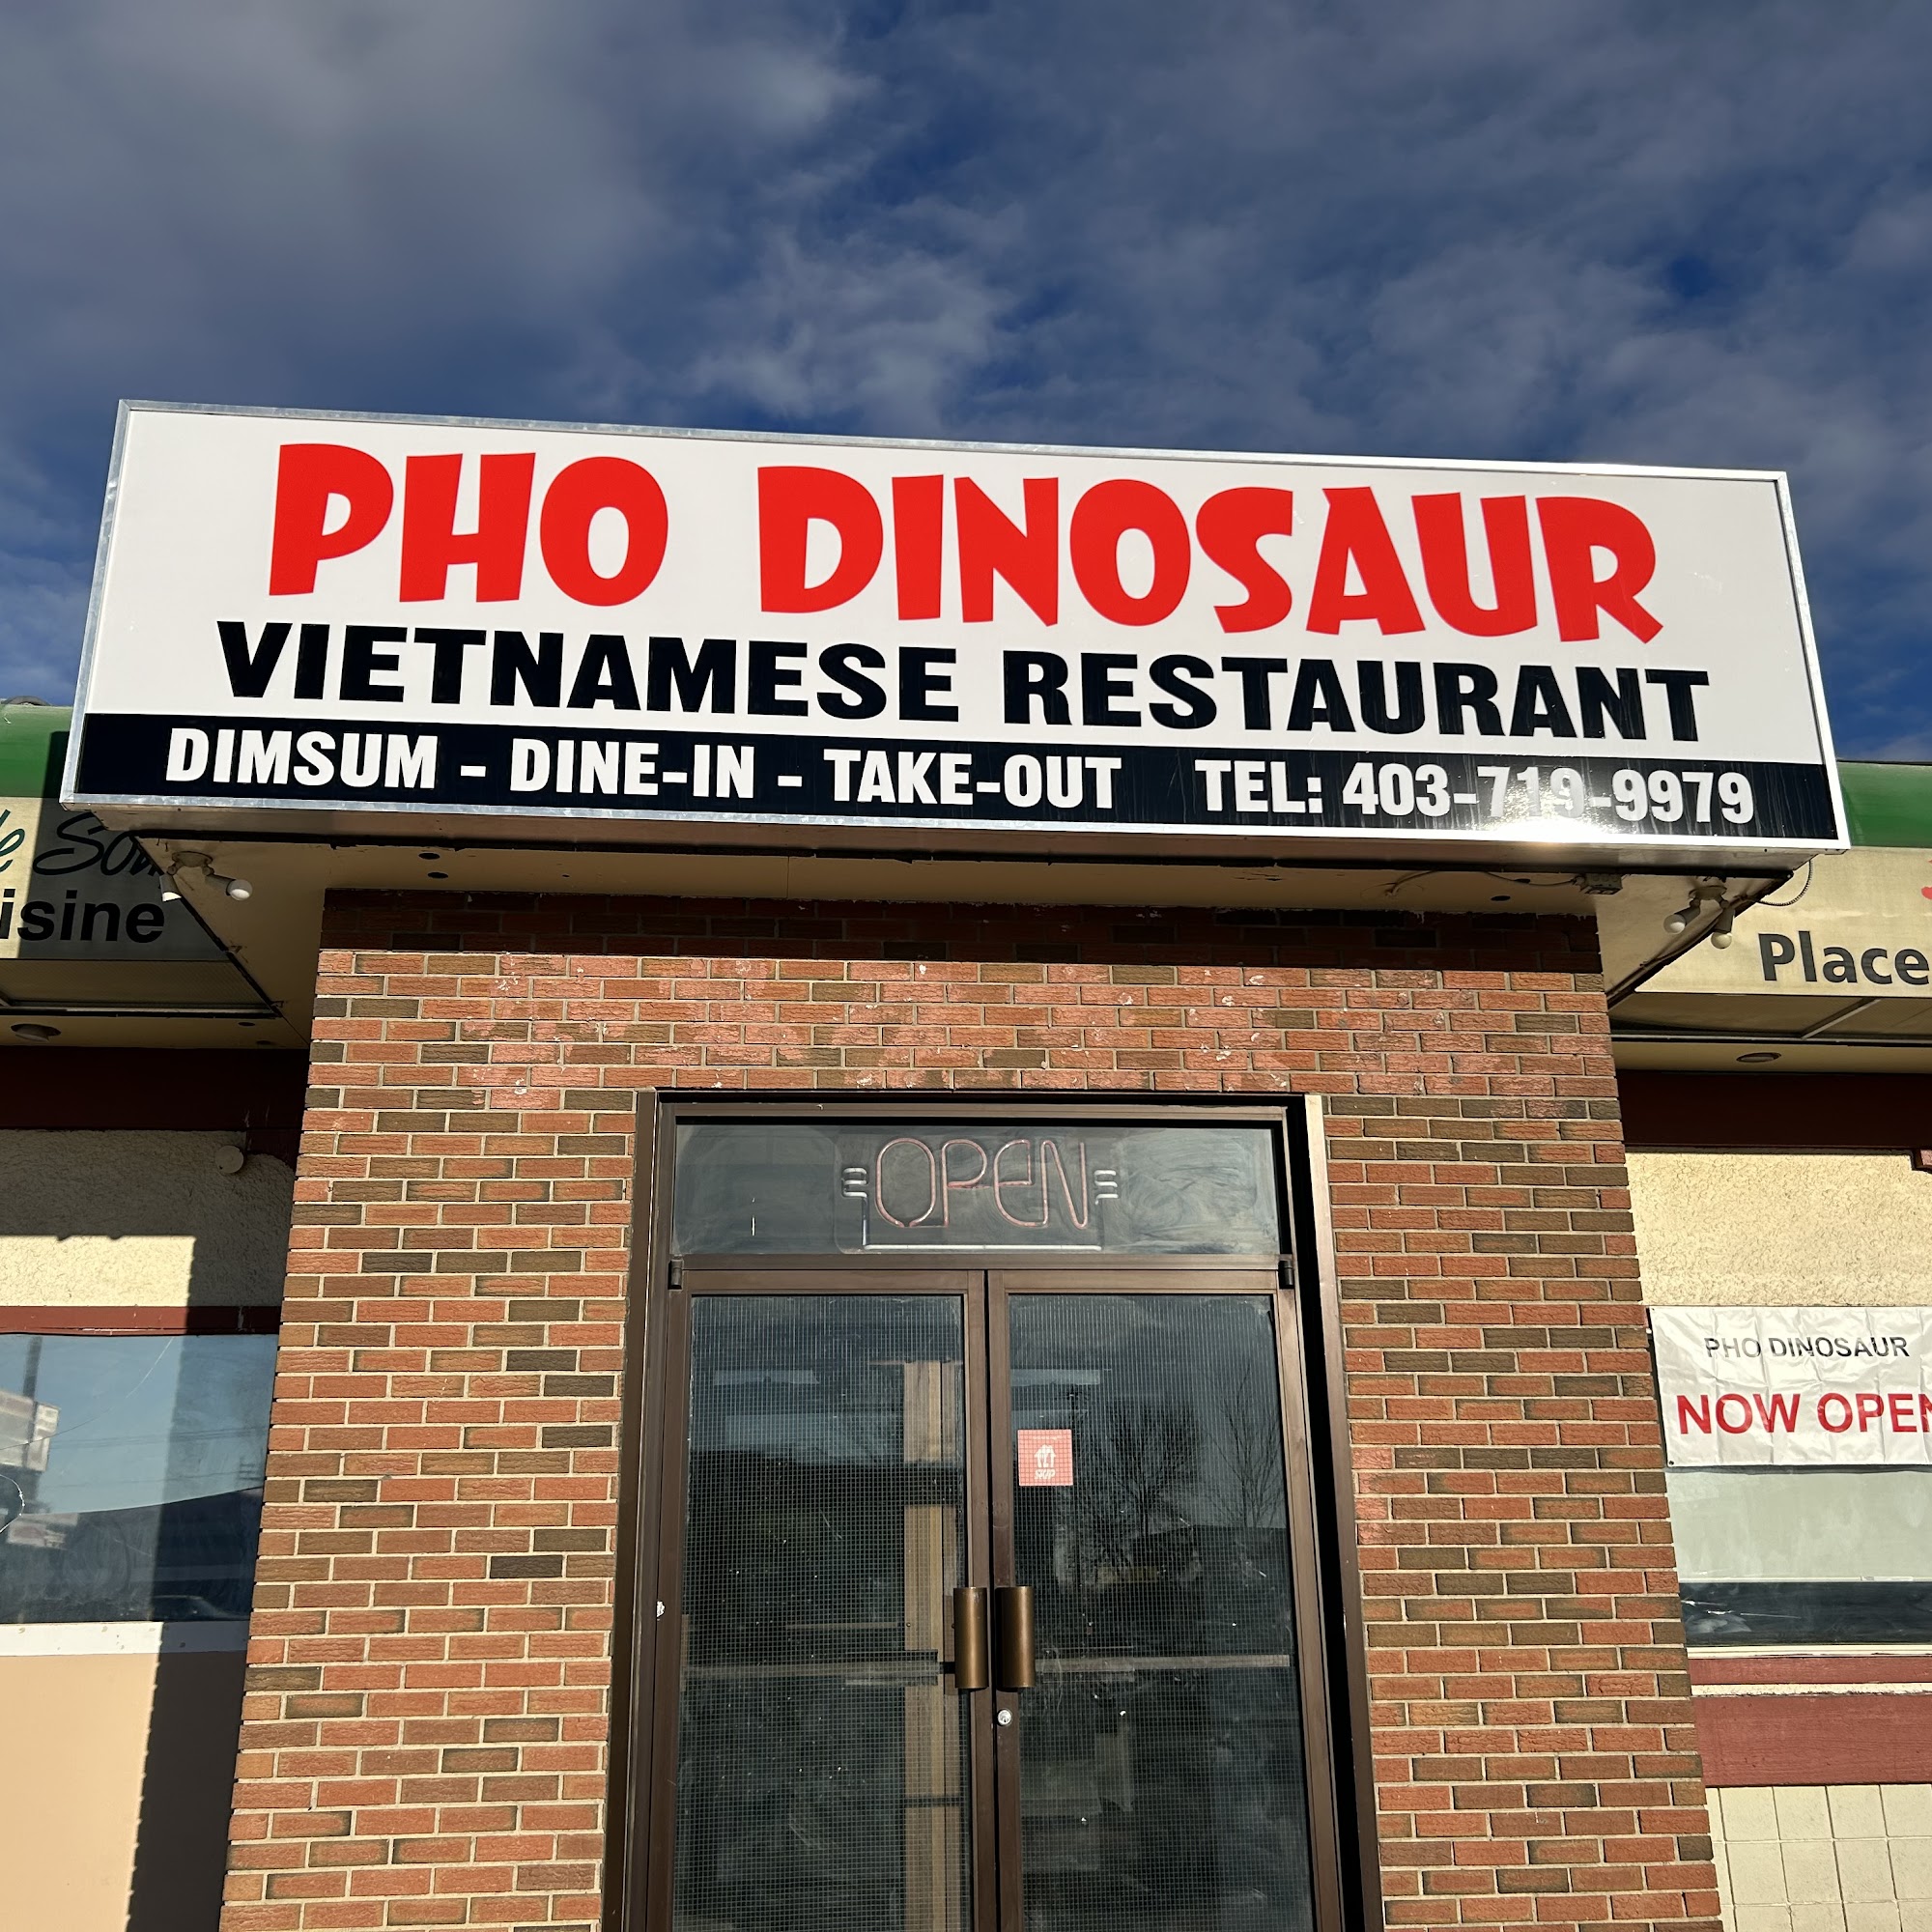 PHO DINOSAUR
VIETNAMESE RESTAURANT
DIMSUM - DINE-IN - TAKE-OUT TEL: 403-719-9979
Place
OPEN
PHO DINOSAUR
NOW OPEN
SKIP